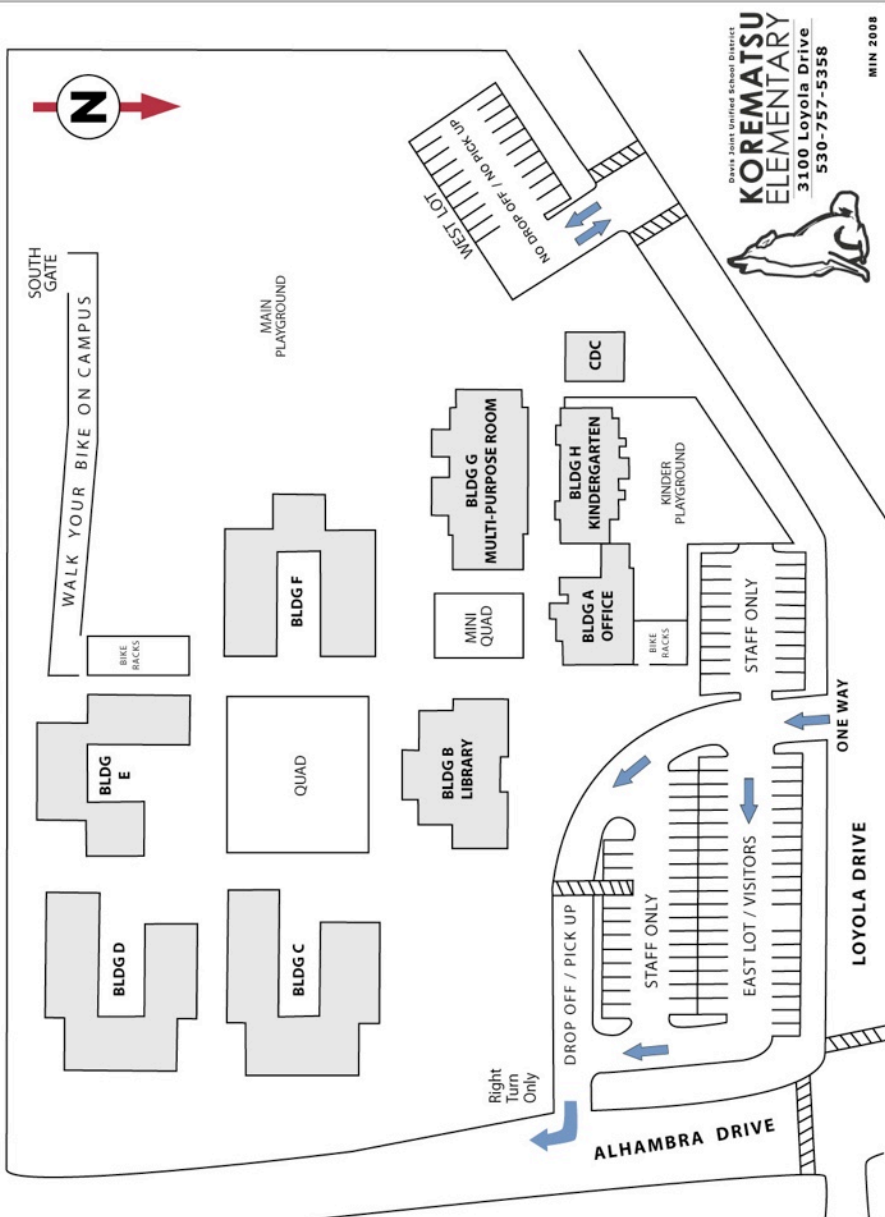 N
SOUTH
GATE
WALK YOUR BIKE ON CAMPUS
MAIN
PLAYGROUND
WEST LOT
NO DROP OFF / NO PICK UP
Davis Joint Unified School District
KOREMATSU
ELEMENTARY
3100 Loyola Drive
530-757-5358
MIN 2008
BIKE
RACKS
BLDG F
BLDG G
MULTI-PURPOSE ROOM
CDC
BLDG H
KINDERGARTEN
KINDER
PLAYGROUND
MINI
QUAD
BLDG A
OFFICE
BIKE
RACKS
STAFF ONLY
BLDG
E
QUAD
BLDG B
LIBRARY
ONE WAY
BLDG D
BLDG C
DROP OFF / PICK UP
STAFF ONLY
EAST LOT / VISITORS
LOYOLA DRIVE
Right
Turn
Only
ALHAMBRA DRIVE